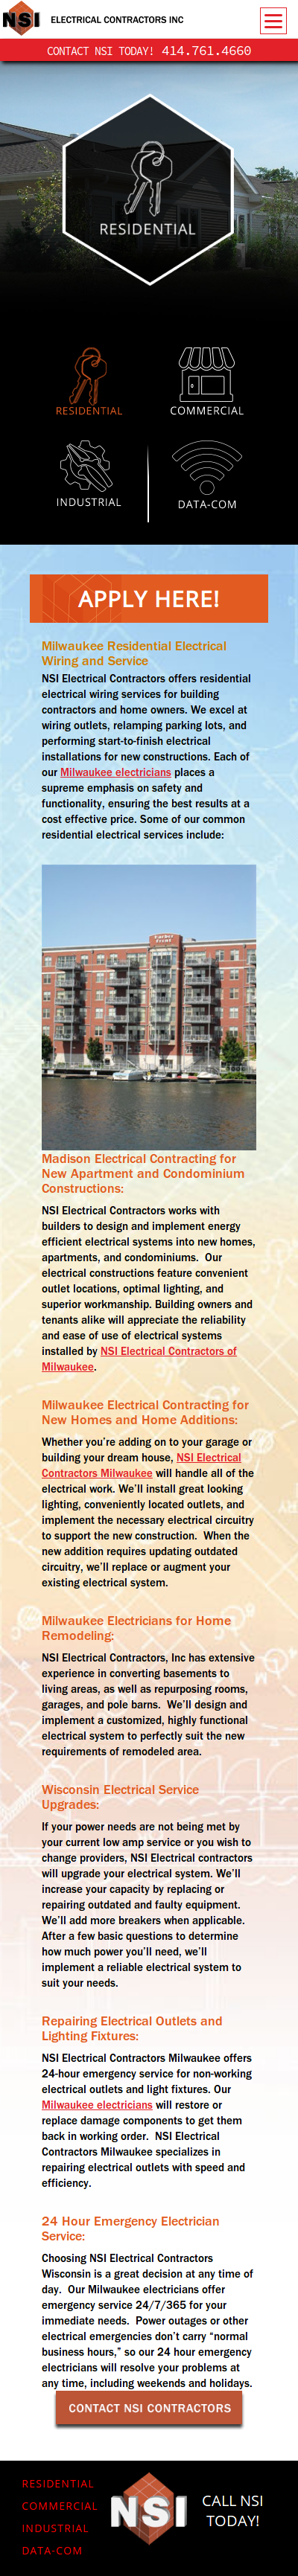 NSI ELECTRICAL CONTRACTORS INC
CONTACT NSI TODAY! 414.761.4660
RESIDENTIAL
RESIDENTIAL
COMMERCIAL
INDUSTRIAL
DATA-COM
APPLY HERE!
Milwaukee Residential Electrical
Wiring and Service
NSI Electrical Contractors offers residential
electrical wiring services for building
contractors and home owners. We excel at
wiring outlets, relamping parking lots, and
performing start-to-finish electrical
installations for new constructions. Each of
our Milwaukee electricians places a
supreme emphasis on safety and
functionality, ensuring the best results at a
cost effective price. Some of our common
residential electrical services include:
Madison Electrical Contracting for
New Apartment and Condominium
Constructions:
NSI Electrical Contractors works with
builders to design and implement energy
efficient electrical systems into new homes,
apartments, and condominiums.  Our
electrical constructions feature convenient
outlet locations, optimal lighting, and
superior workmanship. Building owners and
tenants alike will appreciate the reliability
and ease of use of electrical systems
installed by NSI Electrical Contractors of
Milwaukee.
Milwaukee Electrical Contracting for
New Homes and Home Additions:
Whether you're adding on to your garage or
building your dream house, NSI Electrical
Contractors Milwaukee will handle all of the
electrical work. We'll install great looking
lighting, conveniently located outlets, and
implement the necessary electrical circuitry
to support the new construction.  When the
new addition requires updating outdated
circuitry, we'll replace or augment your
existing electrical system.
Milwaukee Electricians for Home
Remodeling:
NSI Electrical Contractors, Inc has extensive
experience in converting basements to
living areas, as well as repurposing rooms,
garages, and pole barns.  We'll design and
implement a customized, highly functional
electrical system to perfectly suit the new
requirements of remodeled area.
Wisconsin Electrical Service
Upgrades:
If your power needs are not being met by
your current low amp service or you wish to
change providers, NSI Electrical contractors
will upgrade your electrical system. We'll
increase your capacity by replacing or
repairing outdated and faulty equipment.
We'll add more breakers when applicable.
After a few basic questions to determine
how much power you'll need, we'll
implement a reliable electrical system to
suit your needs.
Repairing Electrical Outlets and
Lighting Fixtures:
NSI Electrical Contractors Milwaukee offers
24-hour emergency service for non-working
electrical outlets and light fixtures. Our
Milwaukee electricians will restore or
replace damage components to get them
back in working order.  NSI Electrical
Contractors Milwaukee specializes in
repairing electrical outlets with speed and
efficiency.
24 Hour Emergency Electrician
Service:
Choosing NSI Electrical Contractors
Wisconsin is a great decision at any time of
day.  Our Milwaukee electricians offer
emergency service 24/7/365 for your
immediate needs.  Power outages or other
electrical emergencies don't carry “normal
business hours,” so our 24 hour emergency
electricians will resolve your problems at
any time, including weekends and holidays.
CONTACT NSI CONTRACTORS
RESIDENTIAL
COMMERCIAL
INDUSTRIAL
DATA-COM
NSI
CALL NSI
TODAY!